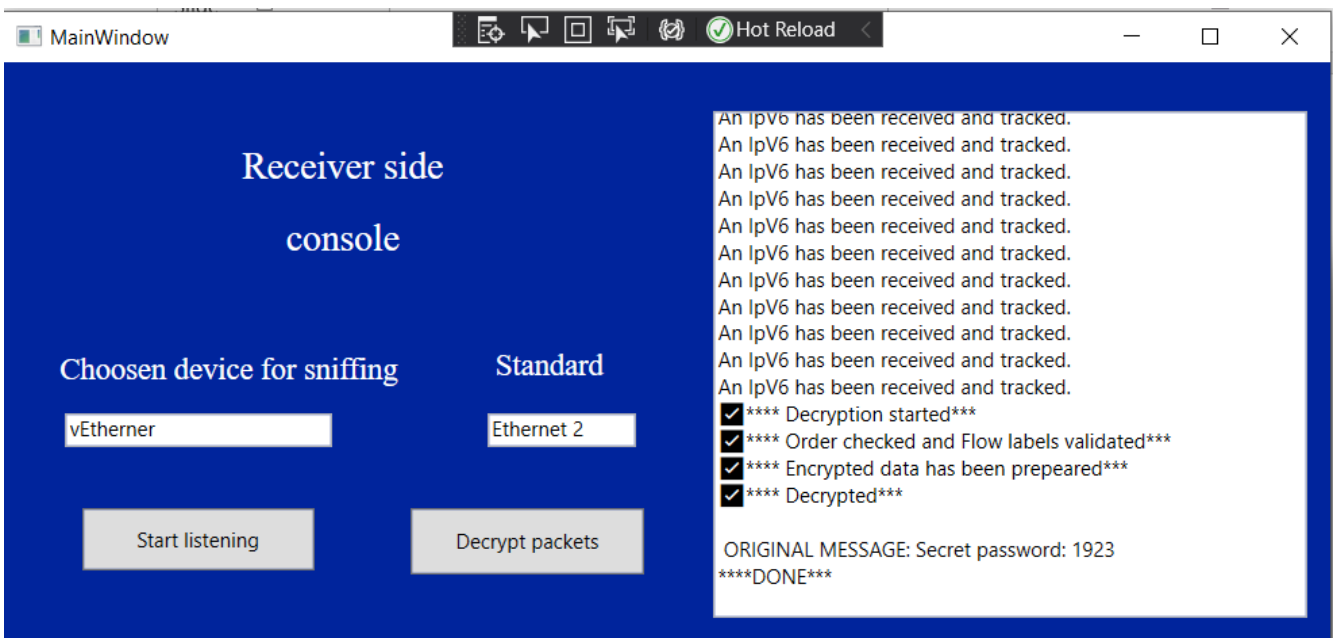 MainWindow
Hot Reload
Receiver side
console
Choosen device for sniffing
Standard
vEtherner
Ethernet 2
Start listening
Decrypt packets
An IpV6 has been received and tracked.
An IpV6 has been received and tracked.
An IpV6 has been received and tracked.
An IpV6 has been received and tracked.
An IpV6 has been received and tracked.
An IpV6 has been received and tracked.
An IpV6 has been received and tracked.
An IpV6 has been received and tracked.
An IpV6 has been received and tracked.
An IpV6 has been received and tracked.
An IpV6 has been received and tracked.
**** Decryption started***
**** Order checked and Flow labels validated***
**** Encrypted data has been prepeared***
**** Decrypted***
ORIGINAL MESSAGE: Secret password: 1923
****DONE***